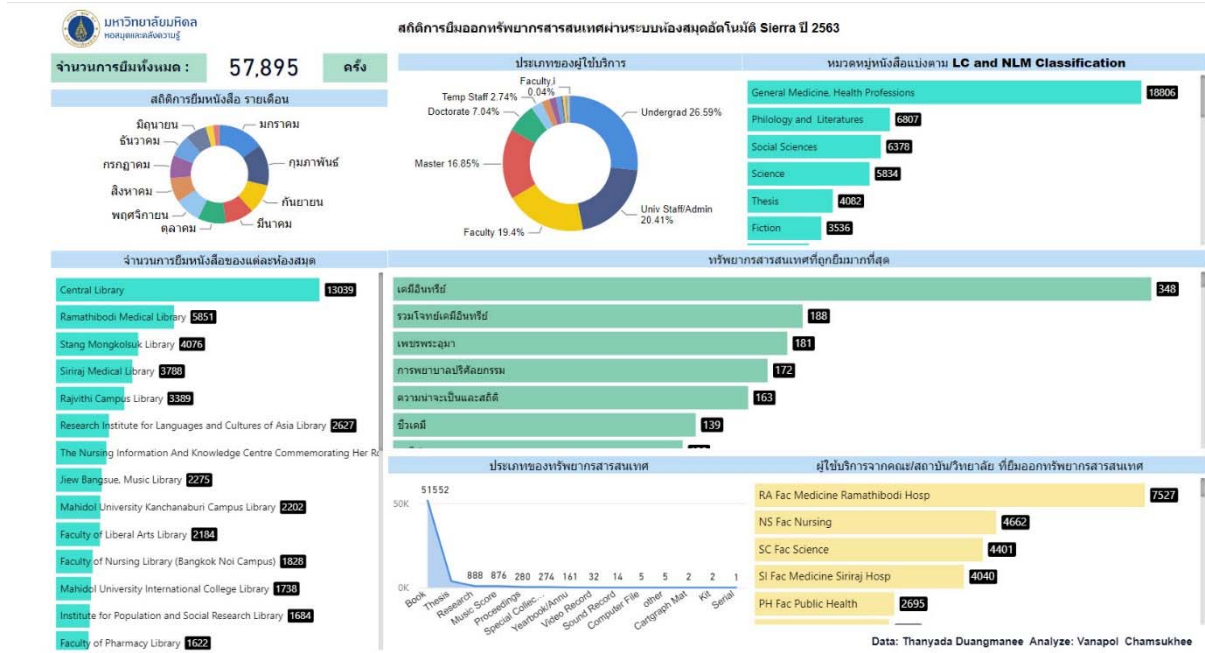 มหาวิทยาลัยมหิดล
หอสมุดและคลังความรู้
สถิติการยืมออกทรัพยากรสารสนเทศผ่านระบบห้องสมุดอัตโนมัติ Sierra ปี 2563
จำนวนการยืมทั้งหมด : 57,895 ครั้ง
สถิติการยืมหนังสือ รายเดือน
มิถุนายน
มกราคม
ธันวาคม
กุมภาพันธ์
กรกฎาคม
สิงหาคม
กันยายน
พฤศจิกายน
มีนาคม
ตุลาคม
ประเภทของผู้ใช้บริการ
Faculty,i
0.04%
Temp Staff 2.74%
Doctorate 7.04%
Undergrad 26.59%
Master 16.85%
Univ Staff/Admin
20.41%
Faculty 19.4%
หมวดหมู่หนังสือแบ่งตาม LC and NLM Classification
General Medicine, Health Professions 18806
Philology and Literatures 6807
Social Sciences 6378
Science 5834
Thesis 4082
Fiction 3536
จำนวนการยืมหนังสือของแต่ละห้องสมุด
Central Library 13039
Ramathibodi Medical Library 5851
Stang Mongkolsuk Library 4076
Siriraj Medical Library 3788
Rajvithi Campus Library 3389
Research Institute for Languages and Cultures of Asia Library 2627
The Nursing Information And Knowledge Centre Commemorating Her
Jiew Bangsue, Music Library 2275
Mahidol University Kanchanaburi Campus Library 2202
Faculty of Liberal Arts Library 2184
Faculty of Nursing Library (Bangkok Noi Campus) 1828
Mahidol University International College Library 1738
Institute for Population and Social Research Library 1684
Faculty of Pharmacy Library 1622
ทรัพยากรสารสนเทศที่ถูกยืมมากที่สุด
เคมีอินทรีย์ 348
รวมโจทย์เคมีอินทรีย์ 188
เพชรพระอุมา 181
การพยาบาลปริศัลยกรรม 172
ความน่าจะเป็นและสถิติ 163
ชีวเคมี 139
ประเภทของทรัพยากรสารสนเทศ
51552
50K
888 876 280 274 161 32 14 5 5 2 2 1
0K
Book Thesis Research Music Score Proceedings Special Collec... Yearbook/Annu Video Record Sound Record Computer File other Cartgraph Mat Kit Serial
ผู้ใช้บริการจากคณะ/สถาบัน/วิทยาลัย ที่ยืมออกทรัพยากรสารสนเทศ
RA Fac Medicine Ramathibodi Hosp 7527
NS Fac Nursing 4662
SC Fac Science 4401
SI Fac Medicine Siriraj Hosp 4040
PH Fac Public Health 2695
Data: Thanyada Duangmanee Analyze: Vanapol Chamsukhee